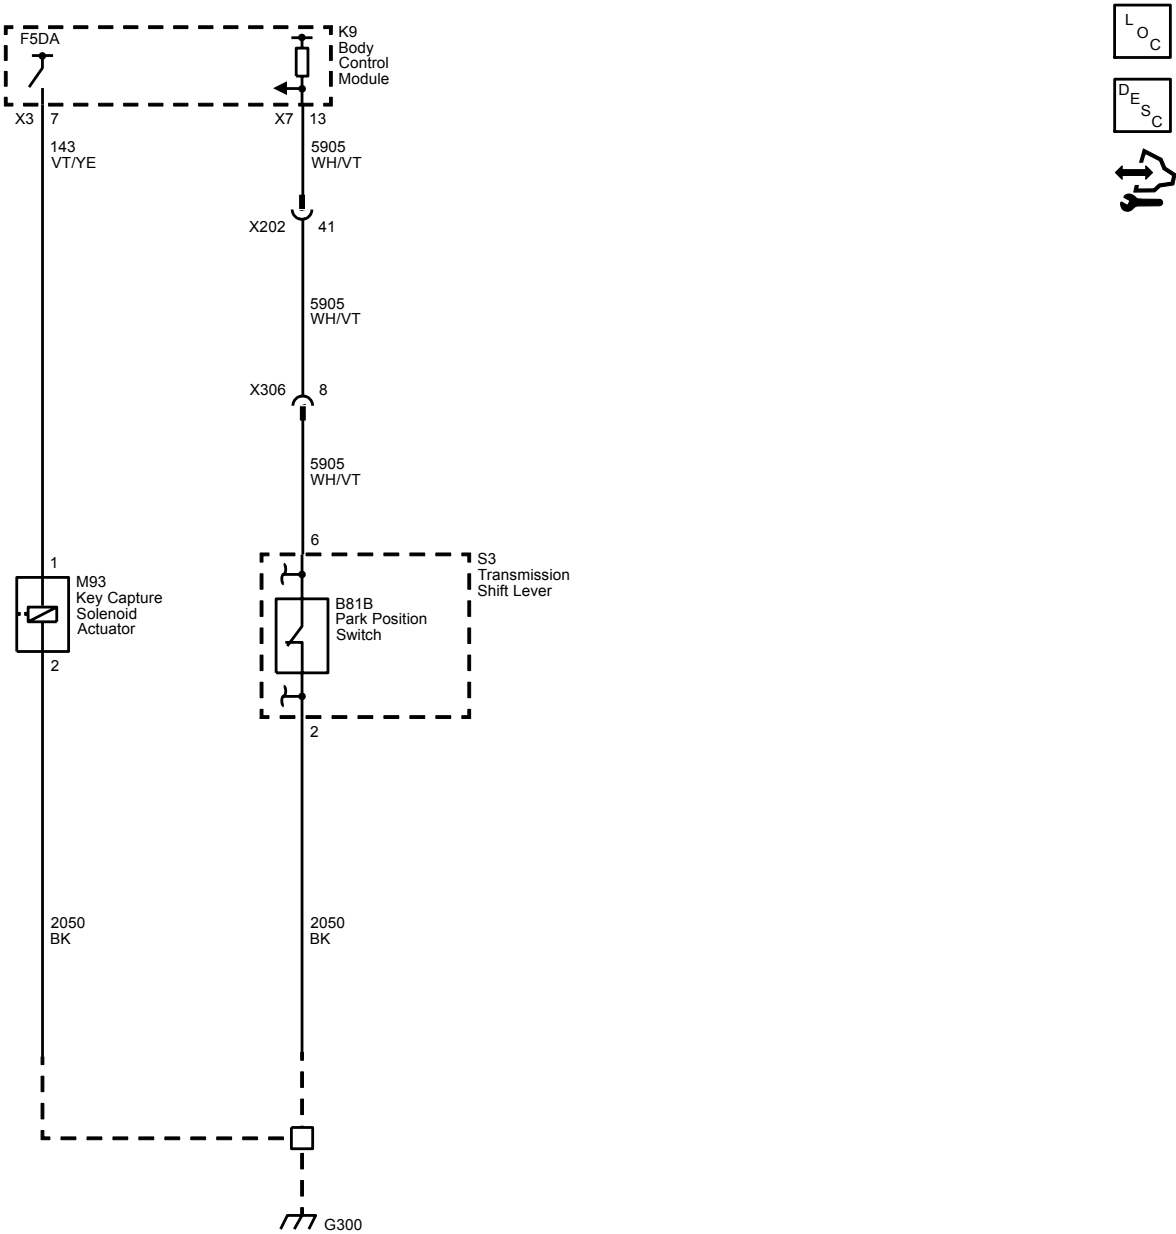 F5DA
K9
Body
Control
Module
L
O
C
D
E
S
C
X3 7
X7 13
143
VT/YE
5905
WH/VT
X202 41
5905
WH/VT
X306 8
5905
WH/VT
6
1
S3
Transmission
Shift Lever
M93
Key Capture
Solenoid
Actuator
B81B
Park Position
Switch
2
2
2050
BK
2050
BK
G300